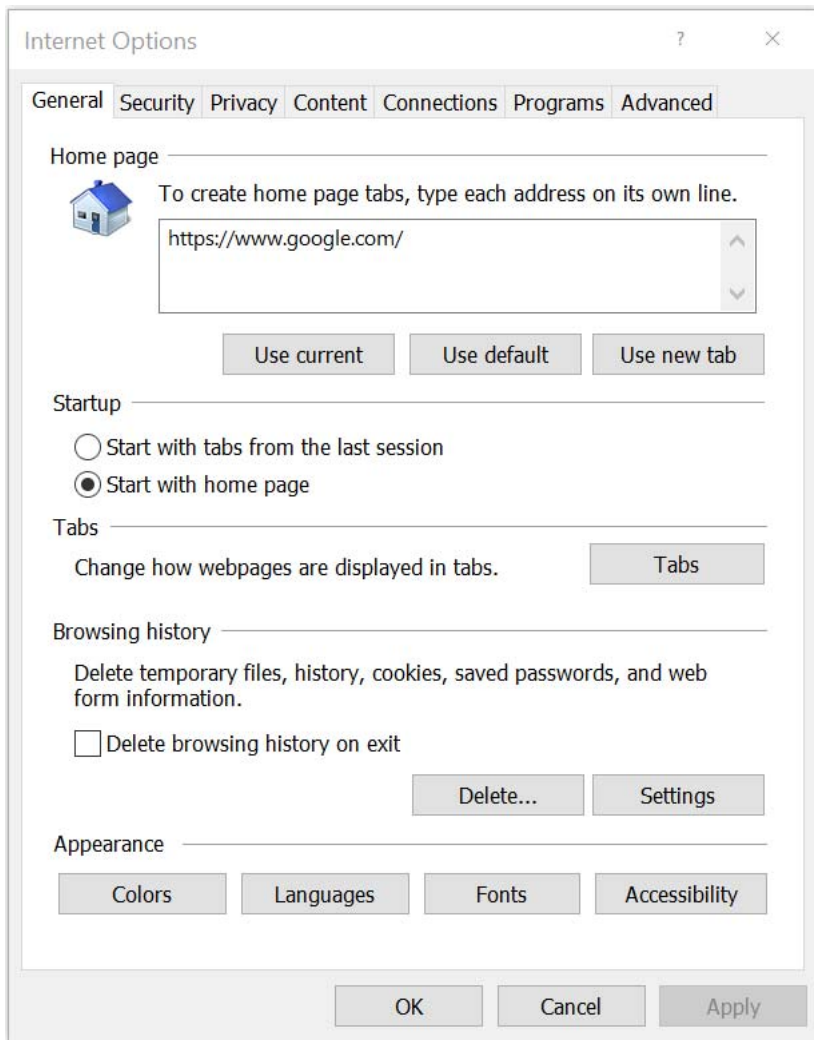 Internet Options ?
General Security Privacy Content Connections Programs Advanced
Home page
To create home page tabs, type each address on its own line.
https://www.google.com/
Use current Use default Use new tab
Startup
Start with tabs from the last session
Start with home page
Tabs
Change how webpages are displayed in tabs. Tabs
Browsing history
Delete temporary files, history, cookies, saved passwords, and web
form information.
Delete browsing history on exit
Delete... Settings
Appearance
Colors Languages Fonts Accessibility
OK Cancel Apply